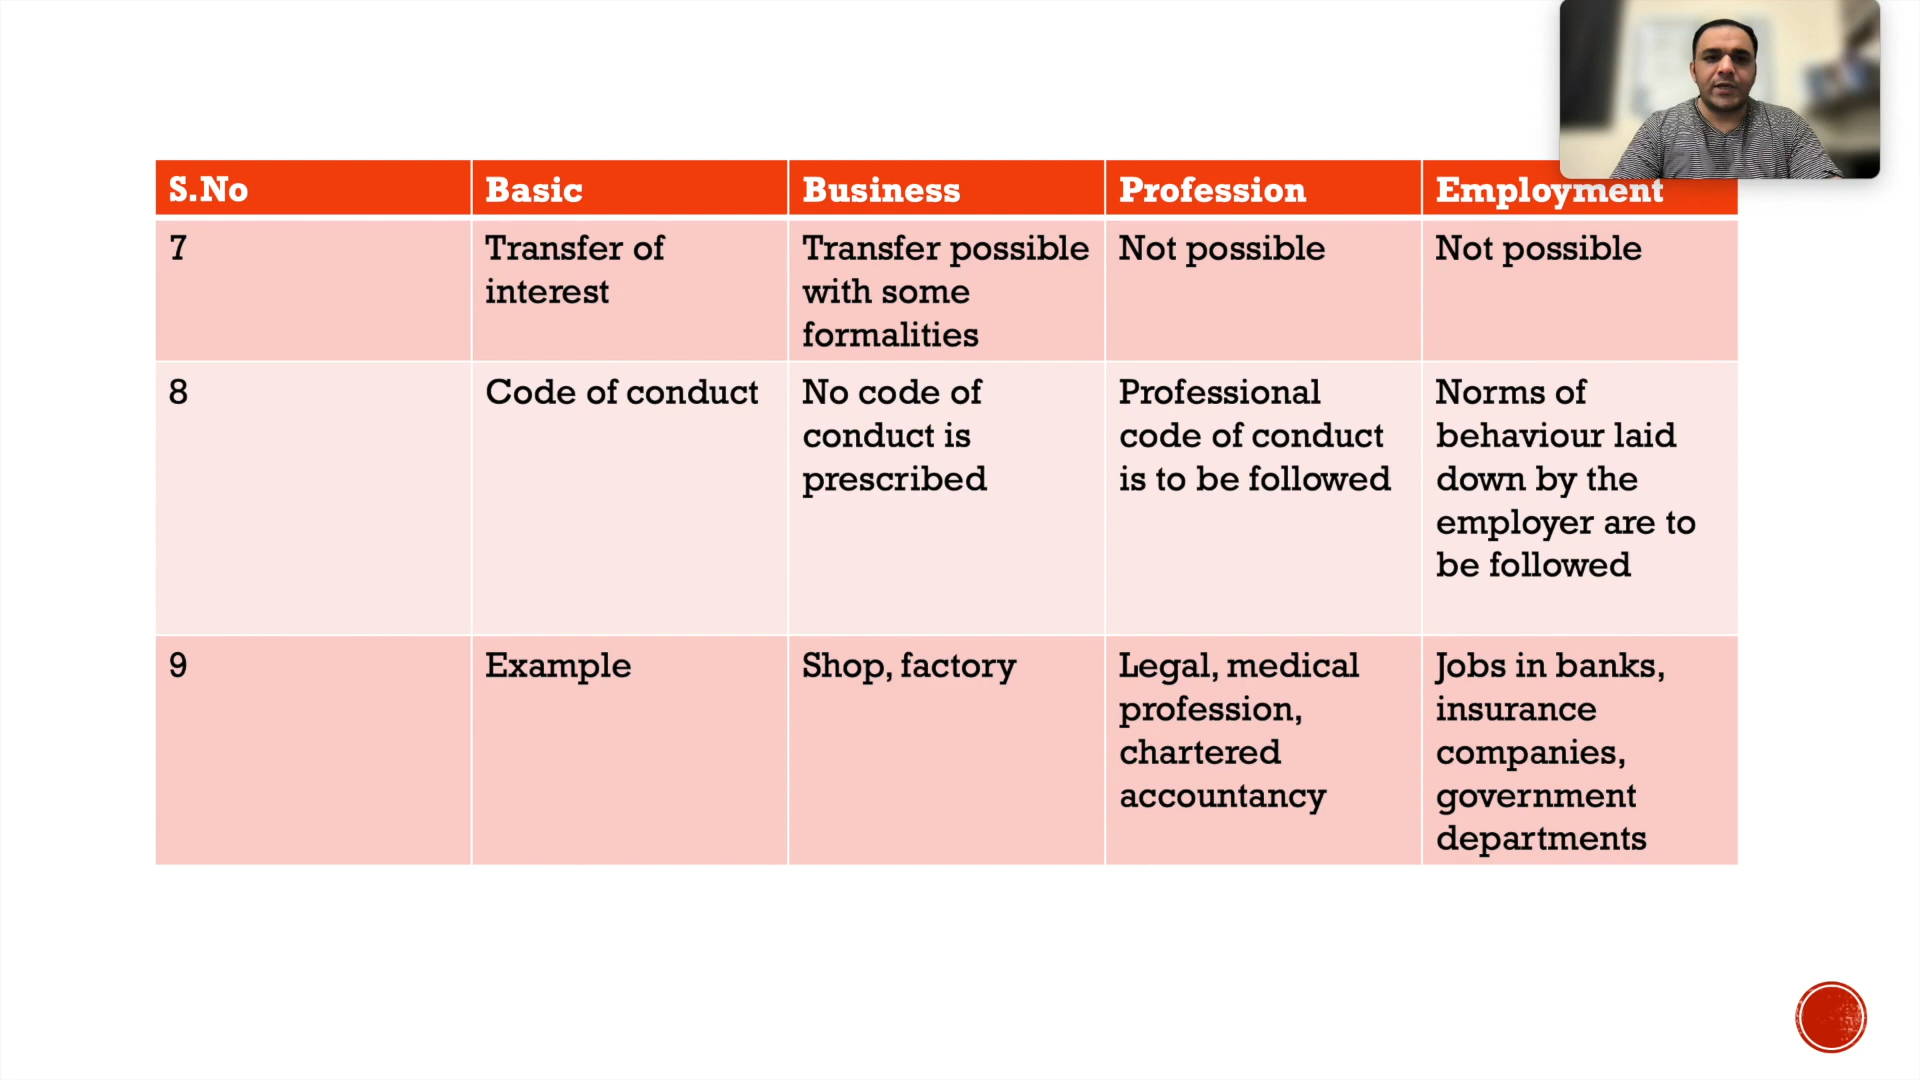 S.No Basic Business Profession Employment
7 Transfer of Transfer possible Not possible Not possible
interest with some
formalities
8 Code of conduct No code of Professional Norms of
conduct is code of conduct behaviour laid
prescribed is to be followed down by the
employer are to
be followed
9 Example Shop, factory Legal, medical Jobs in banks,
profession, insurance
chartered companies,
accountancy government
departments